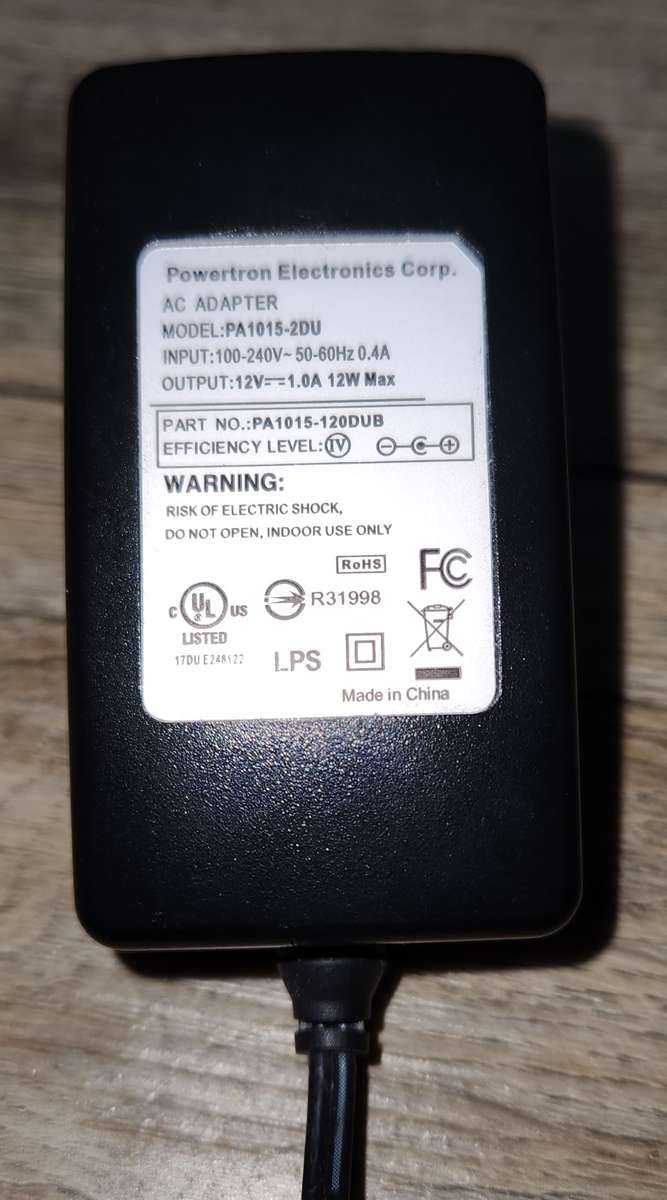 Powertron Electronics Corp.
AC ADAPTER
MODEL:PA1015-2DU
INPUT:100-240V~ 50-60Hz 0.4A
OUTPUT:12V⎓1.0A 12W Max
PART NO.:PA1015-120DUB
EFFICIENCY LEVEL:IV
WARNING:
RISK OF ELECTRIC SHOCK,
DO NOT OPEN, INDOOR USE ONLY
RoHS
FC
C UL US
LISTED
17DU E248122
R31998
LPS
Made in China